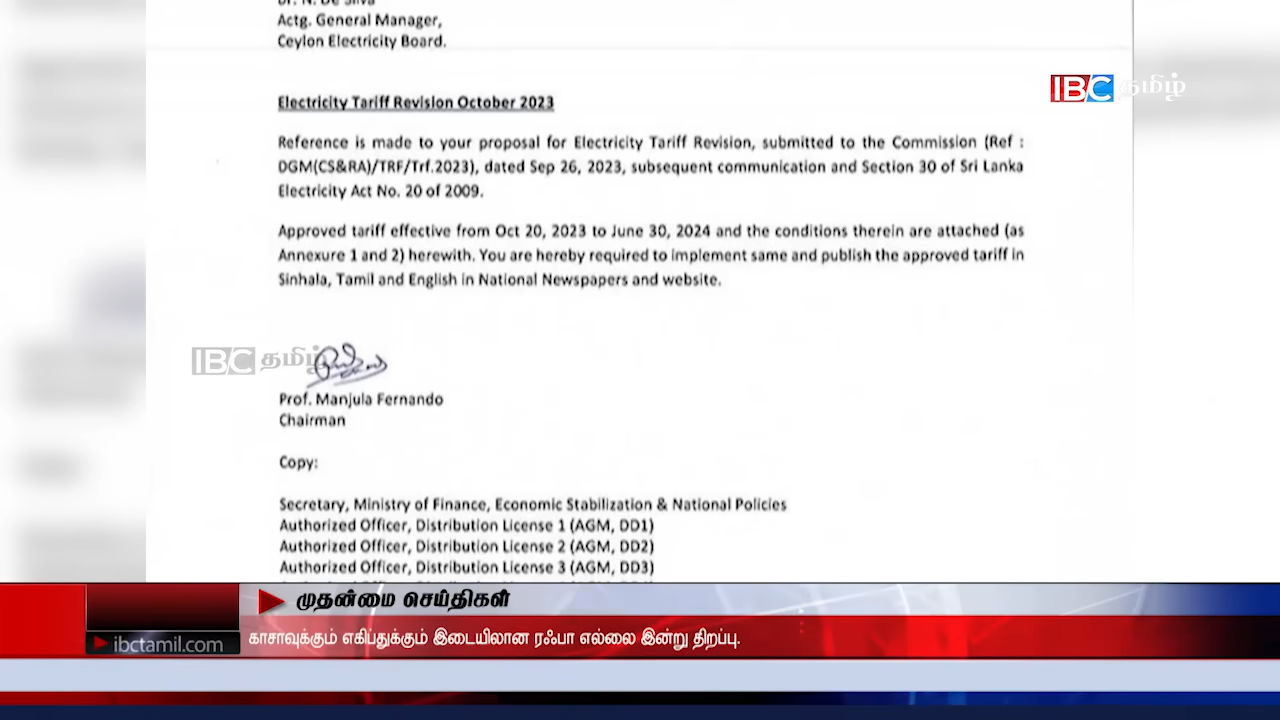 Dr. N. De Silva
Actg. General Manager,
Ceylon Electricity Board.
IBC தமிழ்
Electricity Tariff Revision October 2023
Reference is made to your proposal for Electricity Tariff Revision, submitted to the Commission (Ref :
DGM(CS&RA)/TRF/Trf.2023), dated Sep 26, 2023, subsequent communication and Section 30 of Sri Lanka
Electricity Act No. 20 of 2009.
Approved tariff effective from Oct 20, 2023 to June 30, 2024 and the conditions therein are attached (as
Annexure 1 and 2) herewith. You are hereby required to implement same and publish the approved tariff in
Sinhala, Tamil and English in National Newspapers and website.
IBC தமிழ்
Prof. Manjula Fernando
Chairman
Copy:
Secretary, Ministry of Finance, Economic Stabilization & National Policies
Authorized Officer, Distribution License 1 (AGM, DD1)
Authorized Officer, Distribution License 2 (AGM, DD2)
Authorized Officer, Distribution License 3 (AGM, DD3)
முதன்மை செய்திகள்
ibctamil.com
காசாவுக்கும் எகிப்துக்கும் இடையிலான ரஃபா எல்லை இன்று திறப்பு.